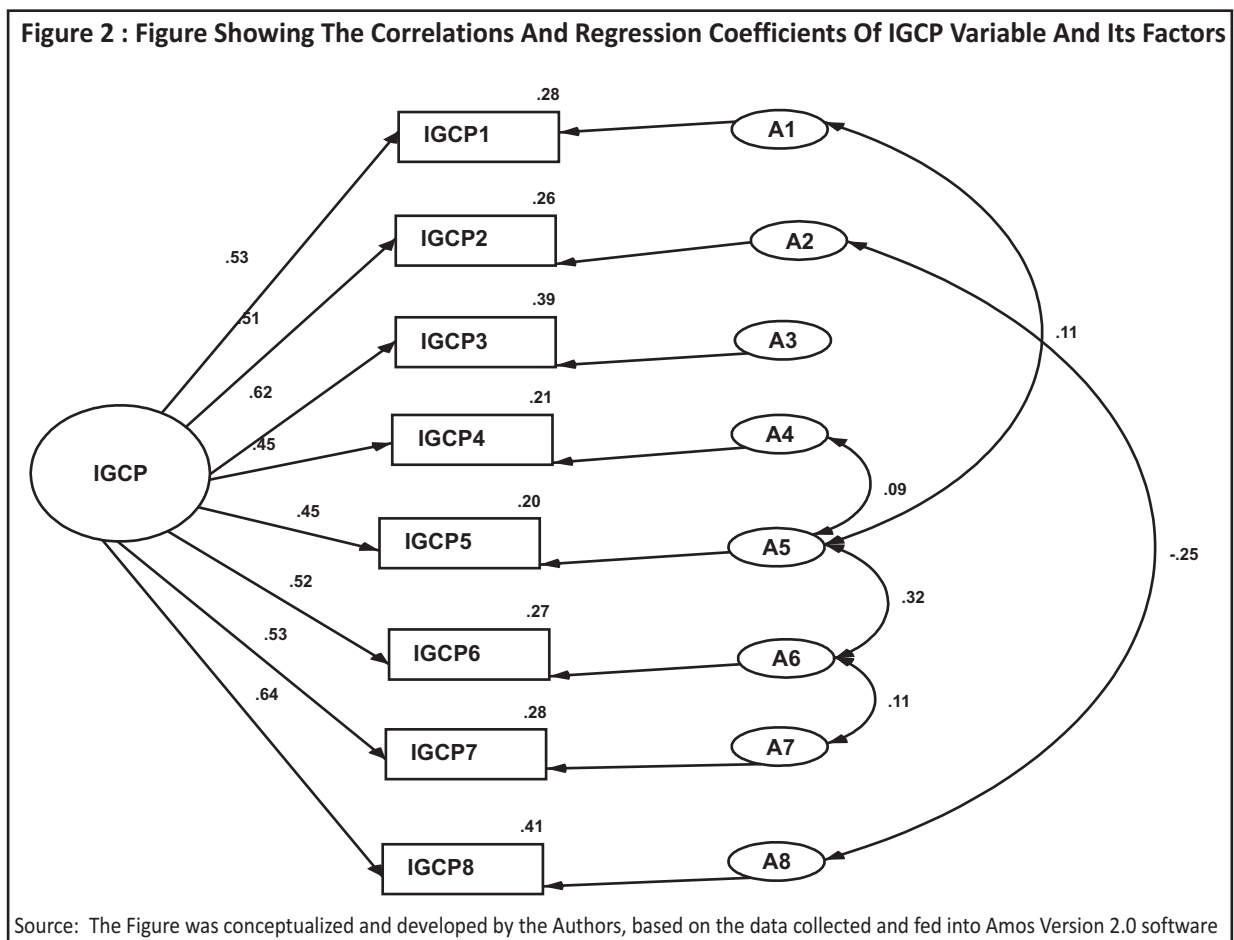 Figure 2 : Figure Showing The Correlations And Regression Coefficients Of IGCP Variable And Its Factors
.28
IGCP1
A1
.53
.26
IGCP2
A2
.51
.39
IGCP3
A3
.11
.62
.21
IGCP4
A4
.45
IGCP
.09
.45
.20
IGCP5
A5
-.25
.52
.32
.27
IGCP6
A6
.53
.11
.64
.28
IGCP7
A7
.41
IGCP8
A8
Source: The Figure was conceptualized and developed by the Authors, based on the data collected and fed into Amos Version 2.0 software